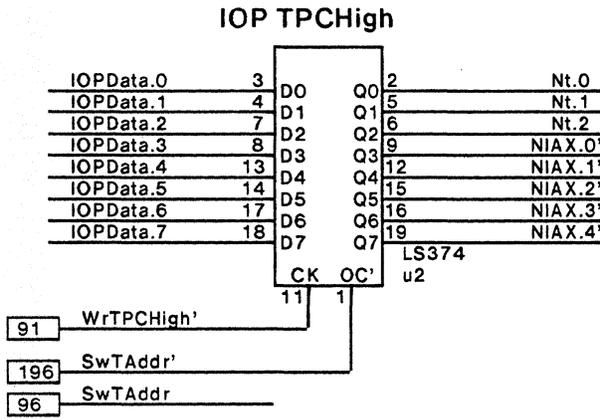 IOP TPCHigh
IOPData.0 3 D0 Q0 2 Nt.0
IOPData.1 4 D1 Q1 5 Nt.1
IOPData.2 7 D2 Q2 6 Nt.2
IOPData.3 8 D3 Q3 9 NIAX.0'
IOPData.4 13 D4 Q4 12 NIAX.1'
IOPData.5 14 D5 Q5 15 NIAX.2'
IOPData.6 17 D6 Q6 16 NIAX.3'
IOPData.7 18 D7 Q7 19 NIAX.4'
LS374
CK OC' u2
11 1
91 WrTPCHigh'
196 SwTAddr'
96 SwTAddr